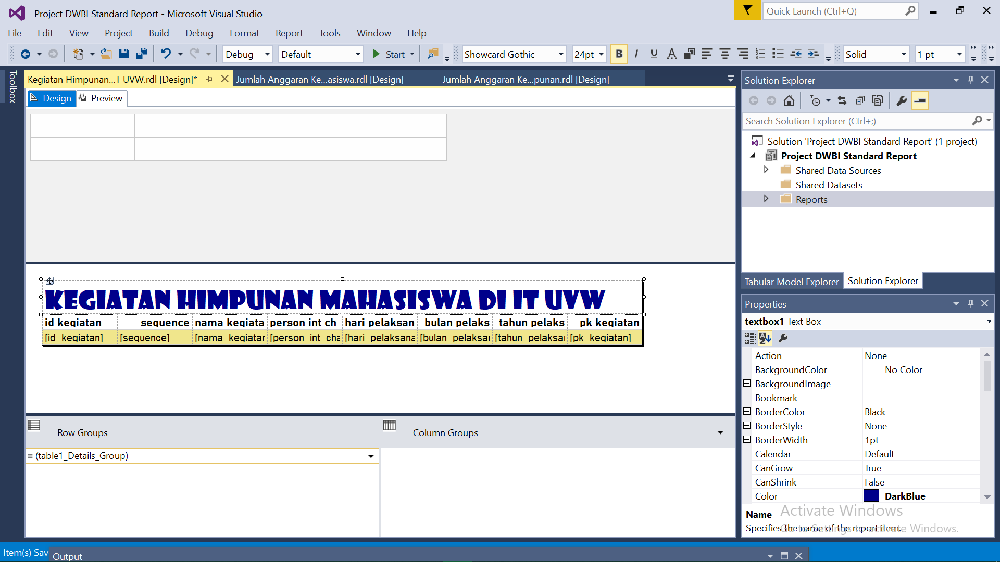 Project DWBI Standard Report - Microsoft Visual Studio
Quick Launch (Ctrl+Q)
File Edit View Project Build Debug Format Report Tools Window Help
Debug Default Start Showcard Gothic 24pt B I U A Solid 1 pt
Toolbox
Kegiatan Himpunan...T UVW.rdl [Design]* Jumlah Anggaran Ke...asiswa.rdl [Design] Jumlah Anggaran Ke...punan.rdl [Design]
Design Preview
KEGIATAN HIMPUNAN MAHASISWA DI IT UVW
id kegiatan sequence nama kegiata person int ch hari pelaksan bulan pelaks tahun pelaks pk kegiatan
[id_kegiatan] [sequence] [nama_kegiatan [person_int_cha [hari_pelaksana [bulan_pelaksan [tahun_pelaksan [pk_kegiatan]
Row Groups Column Groups
(table1_Details_Group)
Solution Explorer
Search Solution Explorer (Ctrl+;)
Solution 'Project DWBI Standard Report' (1 project)
Project DWBI Standard Report
Shared Data Sources
Shared Datasets
Reports
Tabular Model Explorer Solution Explorer
Properties
textbox1 Text Box
Action None
BackgroundColor No Color
BackgroundImage
Bookmark
BorderColor Black
BorderStyle None
BorderWidth 1pt
Calendar Default
CanGrow True
CanShrink False
Color DarkBlue
Name
Specifies the name of the report item.
Activate Windows
Go to Settings to activate Windows.
Item(s) Sav
Output